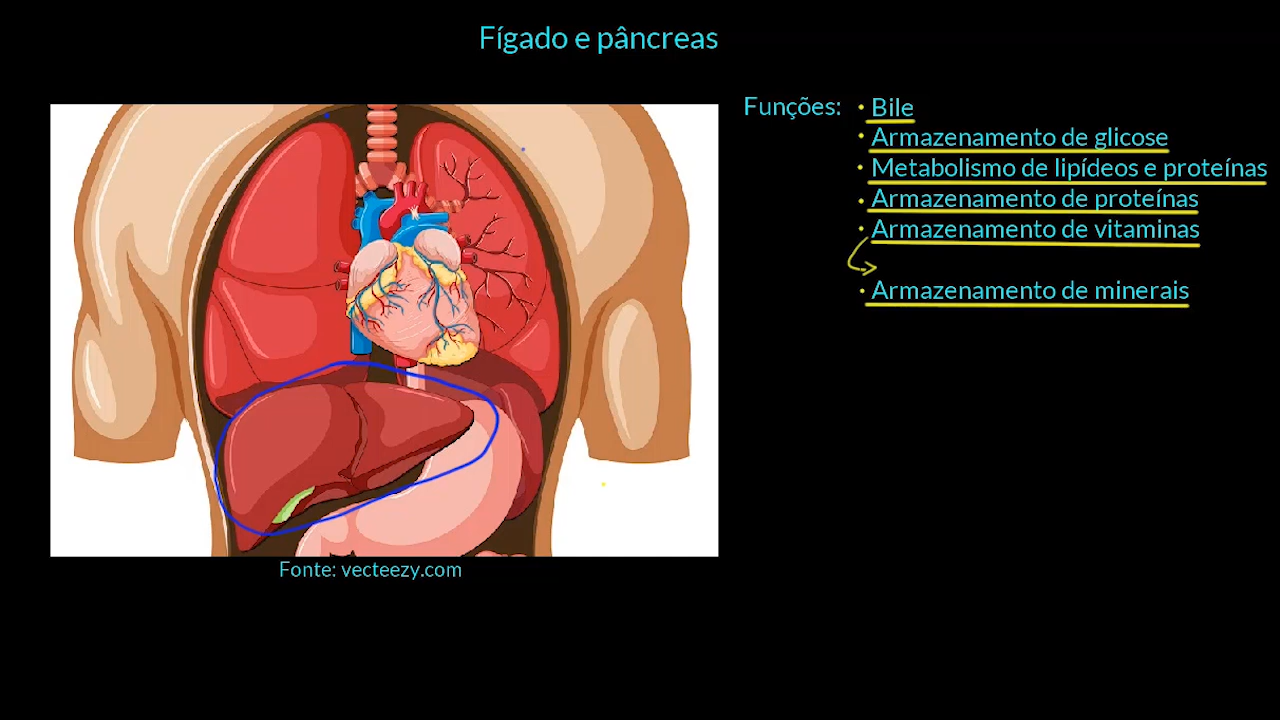 Fígado e pâncreas
Funções:
• Bile
• Armazenamento de glicose
• Metabolismo de lipídeos e proteínas
• Armazenamento de proteínas
• Armazenamento de vitaminas
• Armazenamento de minerais
Fonte: vecteezy.com